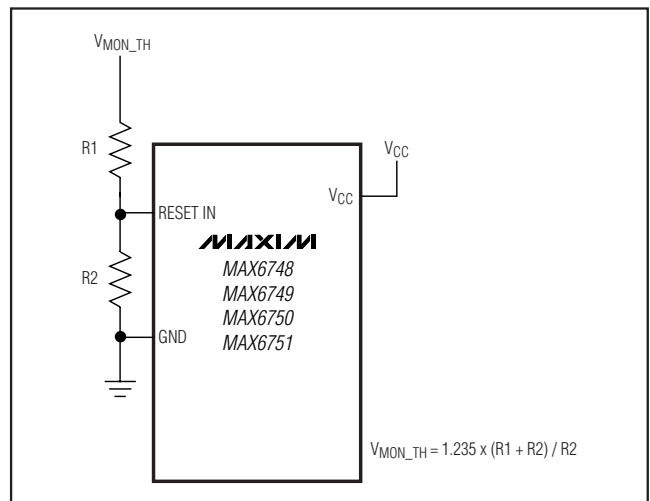 VMON_TH
R1
VCC
VCC
RESET IN
MAXIM
MAX6748
R2
MAX6749
MAX6750
GND
MAX6751
VMON_TH = 1.235 x (R1 + R2) / R2